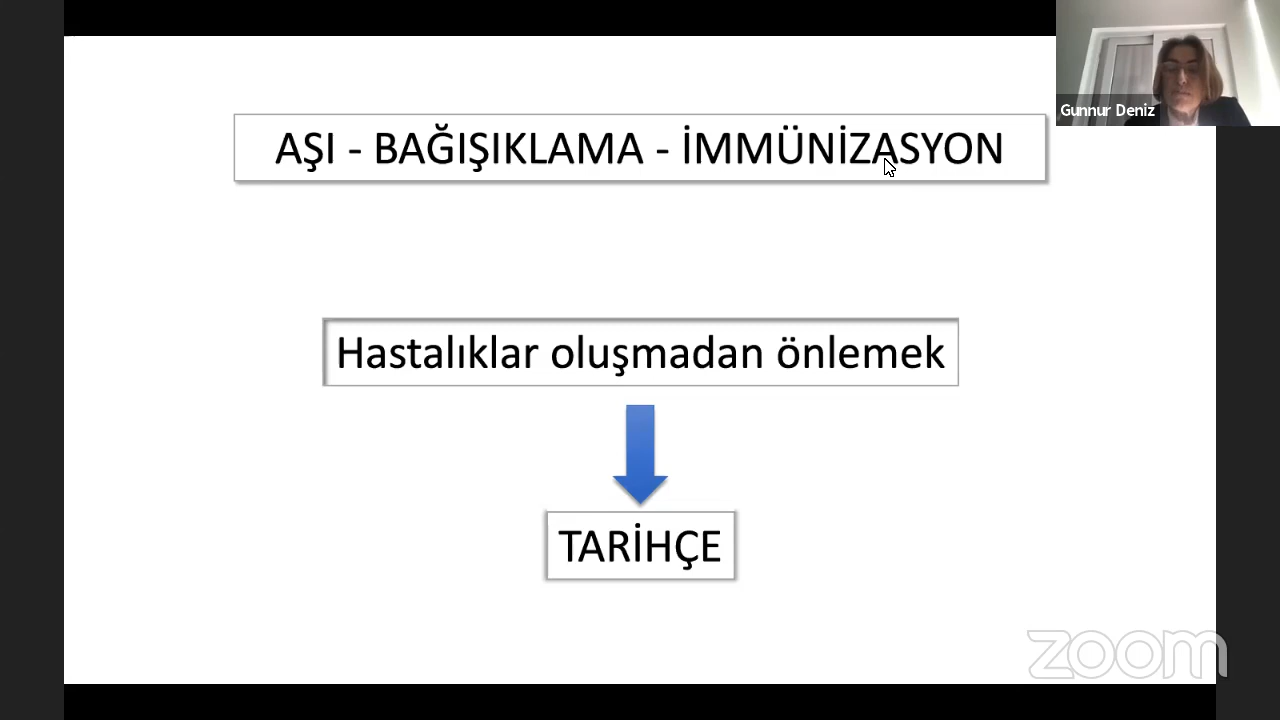 Gunnur Deniz
AŞI - BAĞIŞIKLAMA - İMMÜNİZASYON
Hastalıklar oluşmadan önlemek
TARİHÇE
zoom